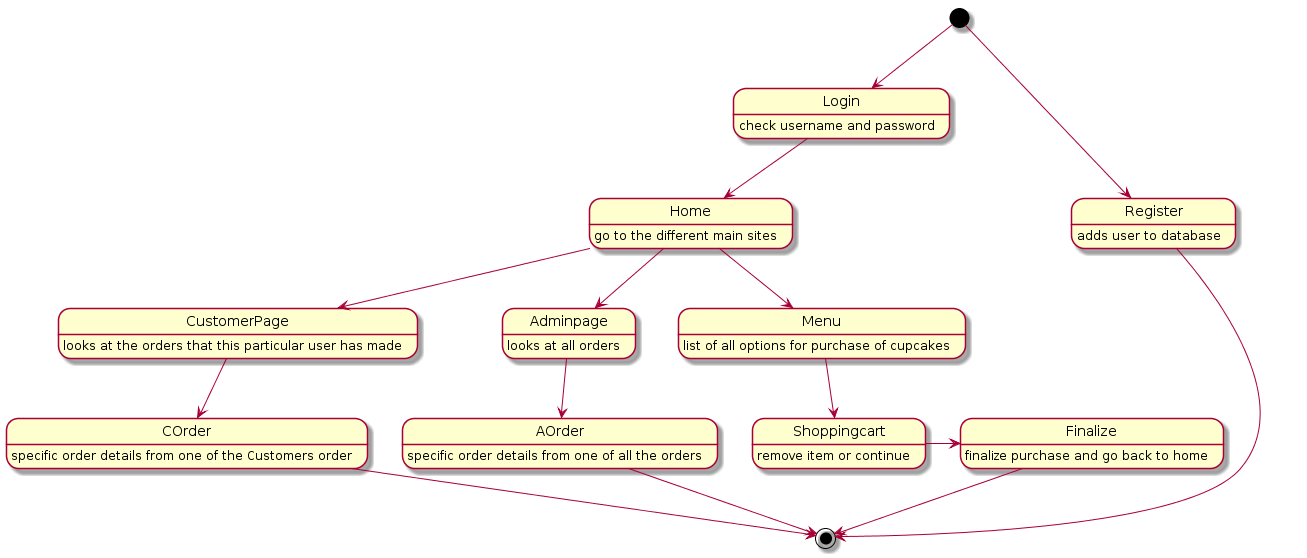 Login
check username and password
Home
go to the different main sites
Register
adds user to database
CustomerPage
looks at the orders that this particular user has made
Adminpage
looks at all orders
Menu
list of all options for purchase of cupcakes
COrder
specific order details from one of the Customers order
AOrder
specific order details from one of all the orders
Shoppingcart
remove item or continue
Finalize
finalize purchase and go back to home